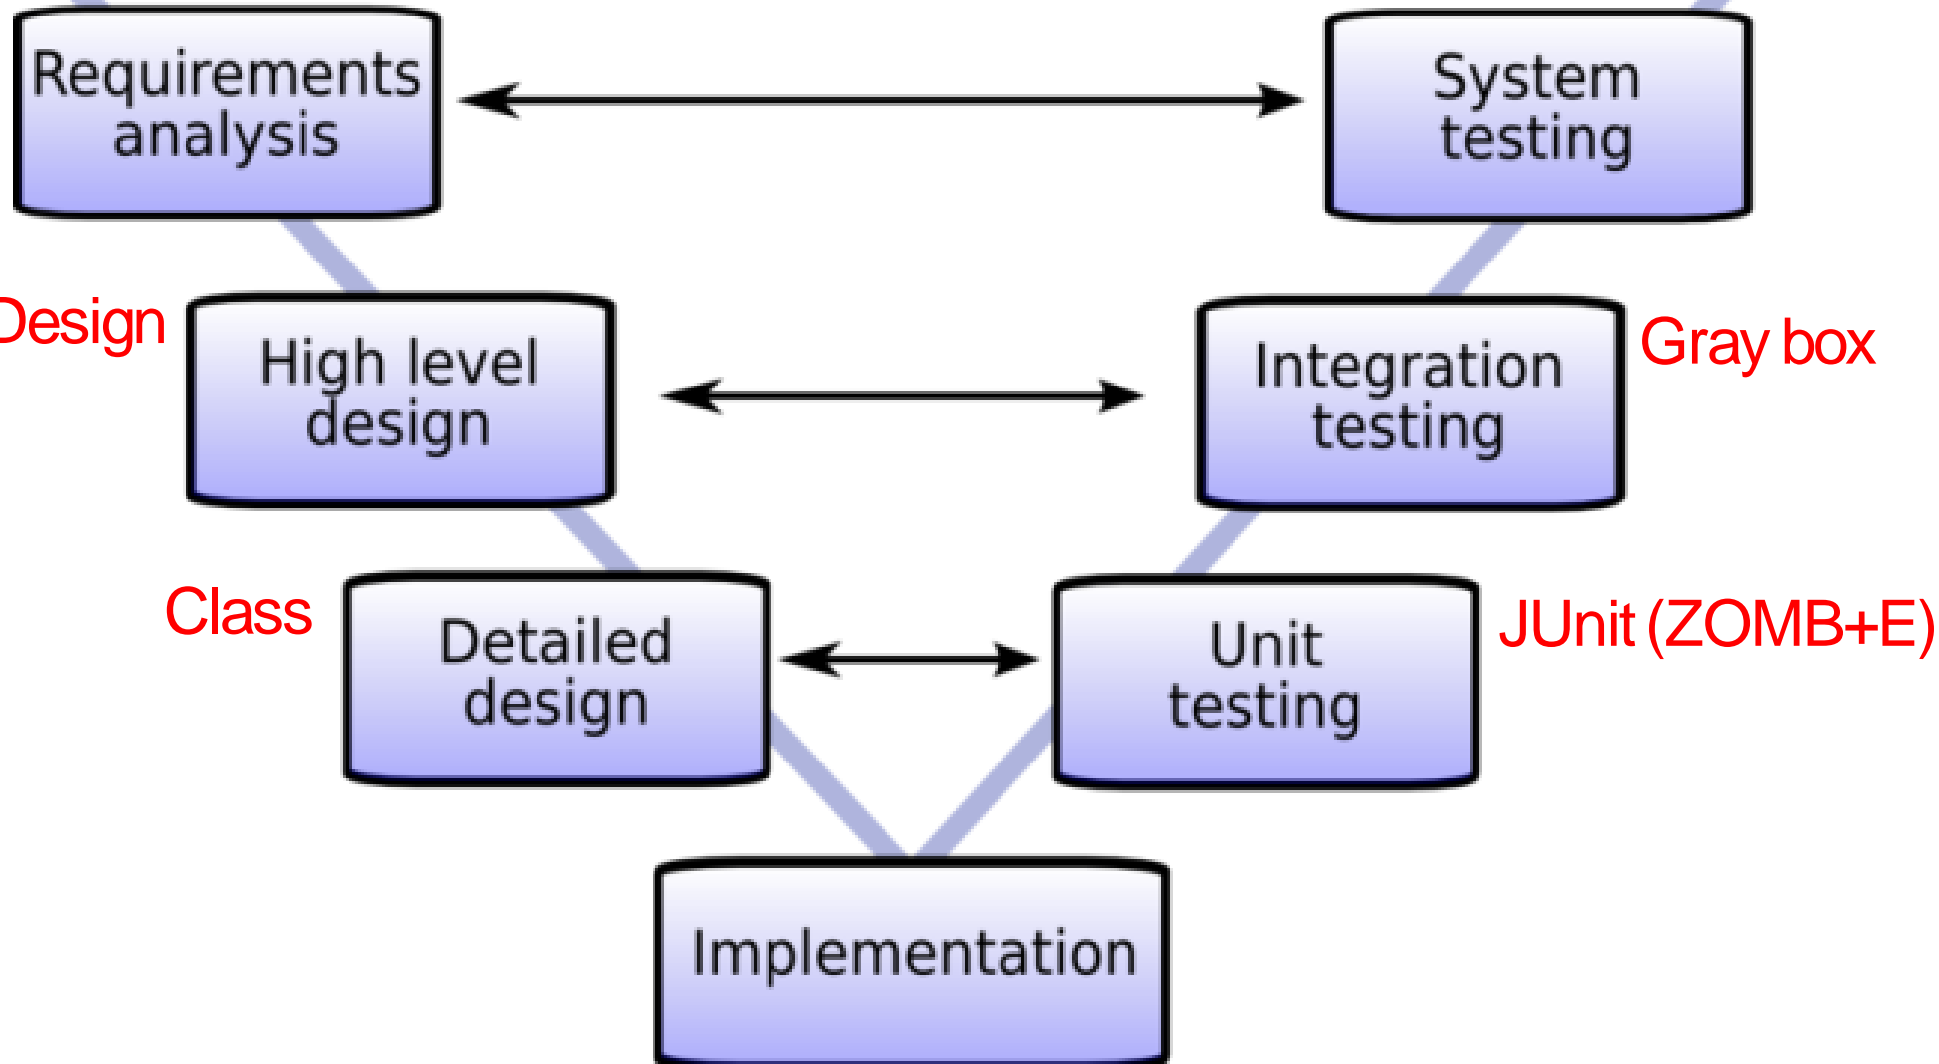 Requirements
analysis
System
testing
Design
High level
design
Integration
testing
Gray box
Class
Detailed
design
Unit
testing
JUnit (ZOMB+E)
Implementation